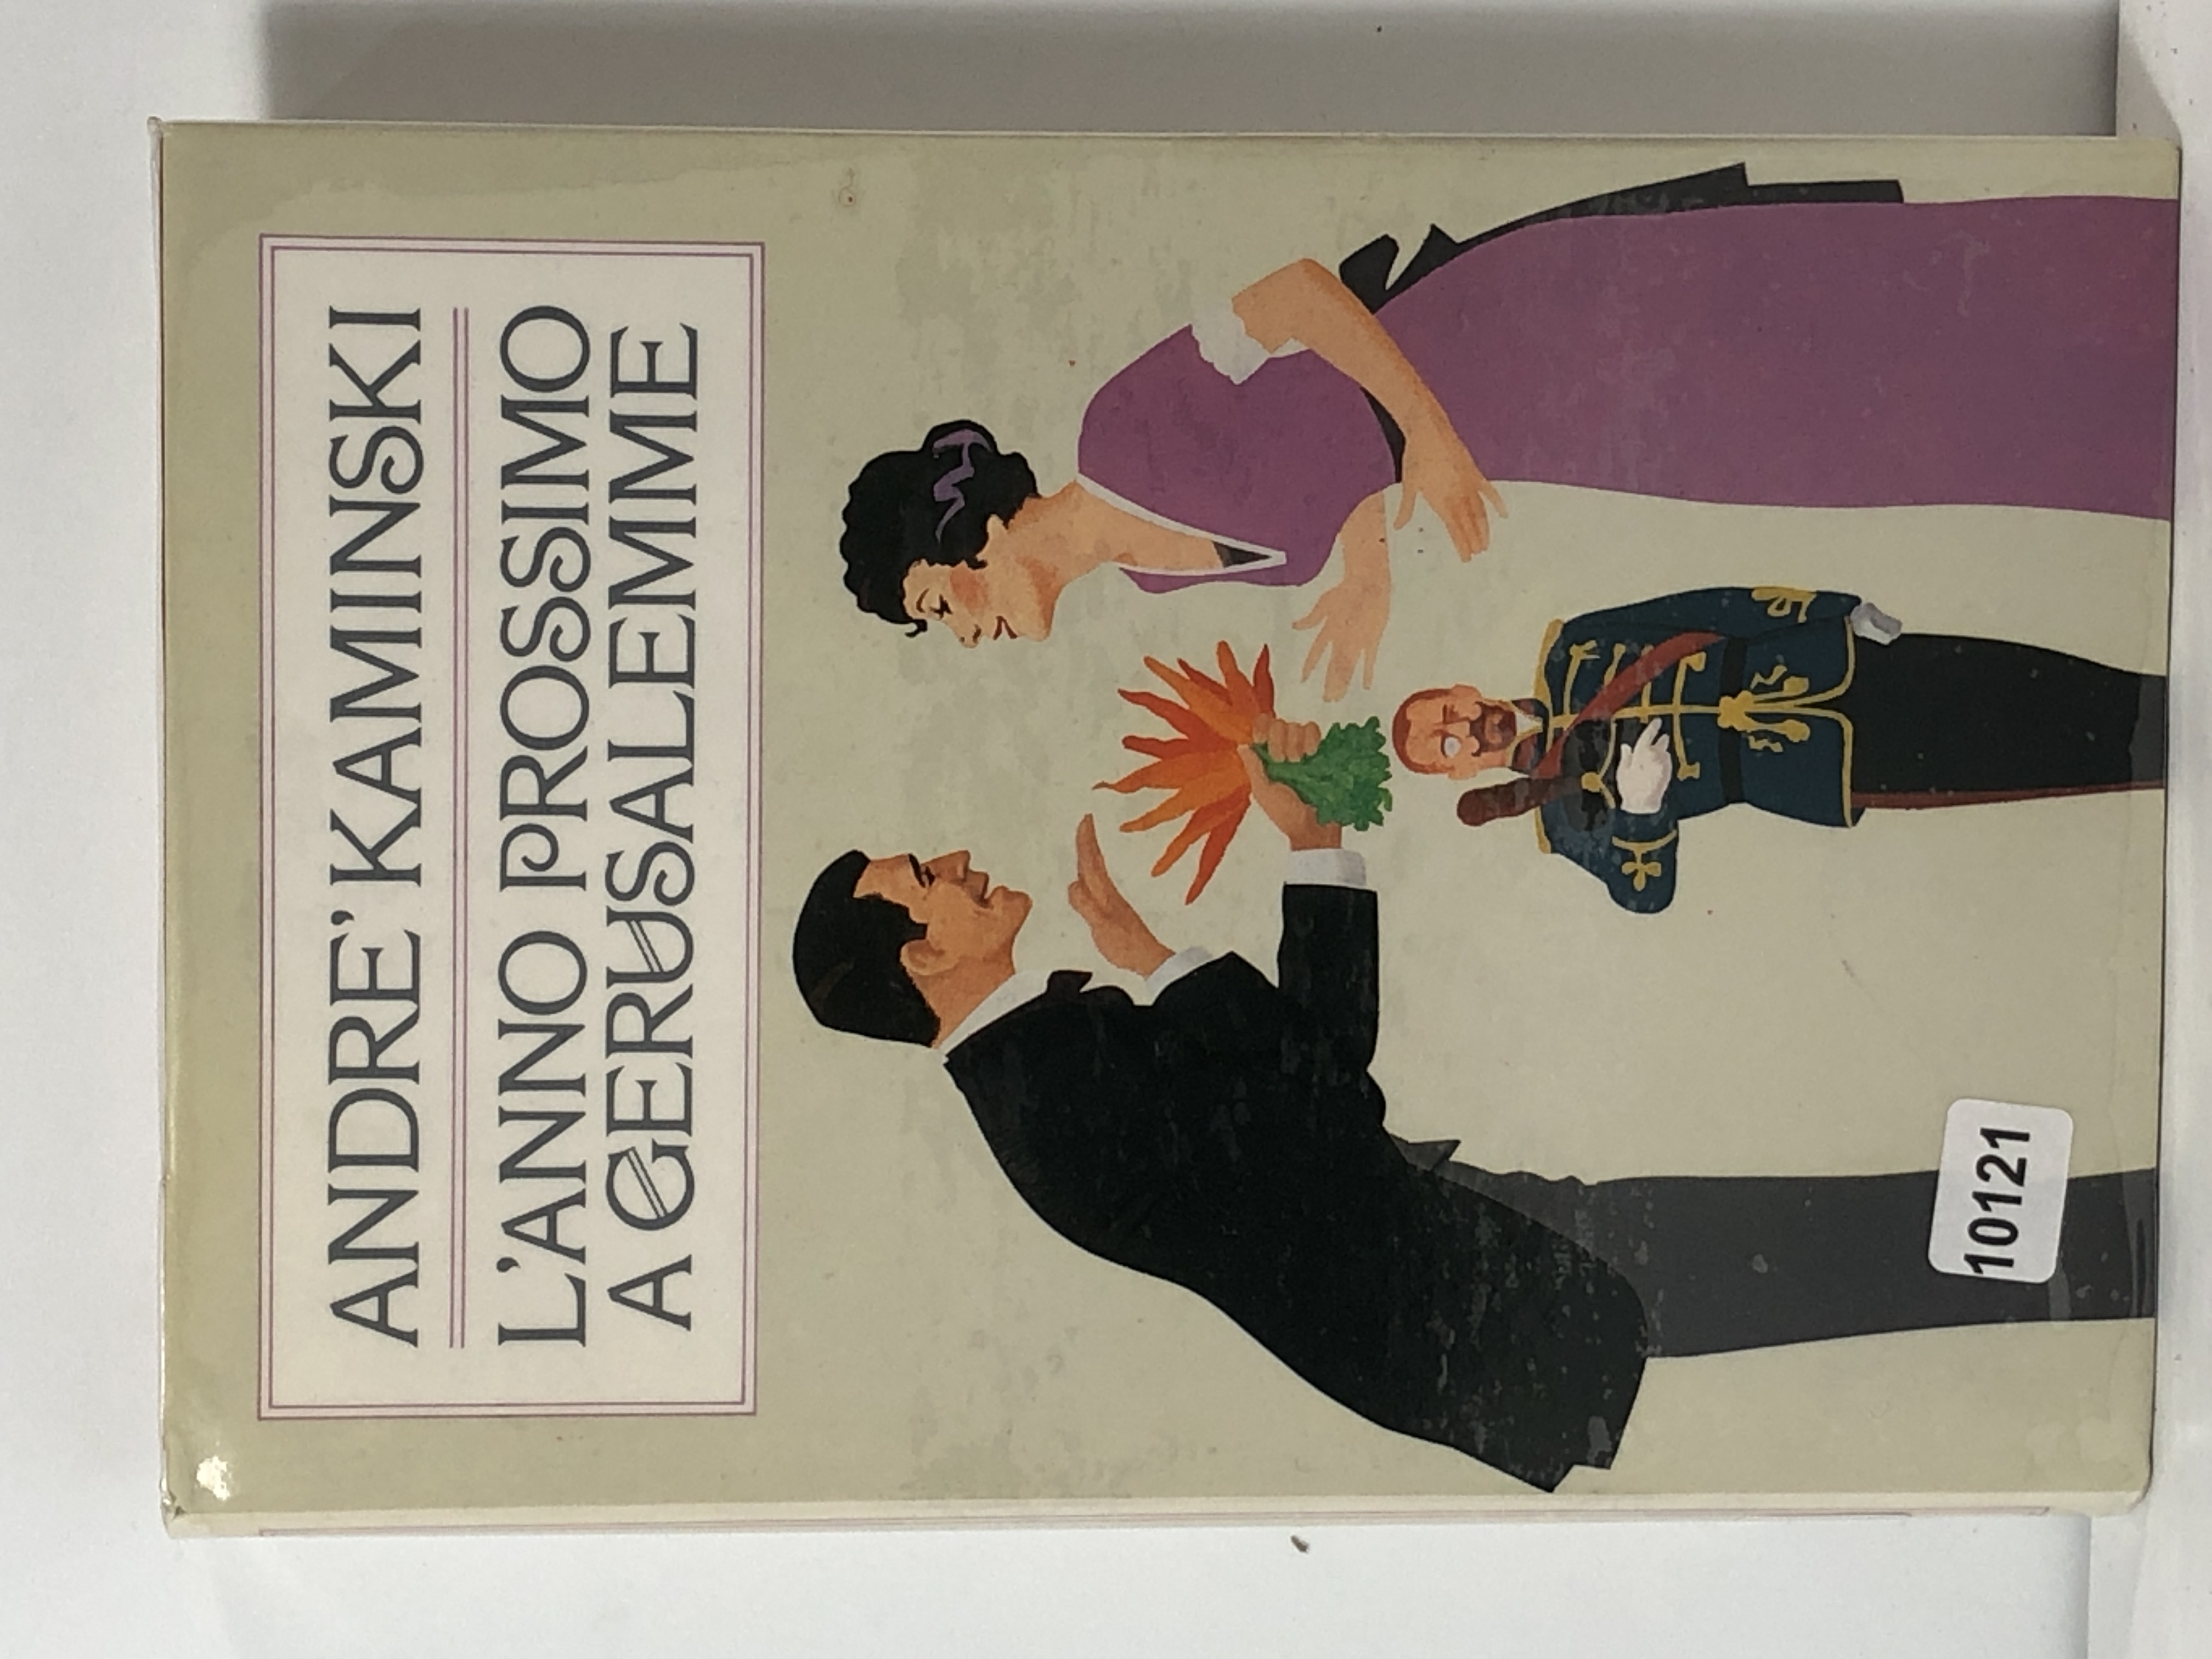 ANDRE' KAMINSKI
L'ANNO PROSSIMO
A GERUSALEMME
10121